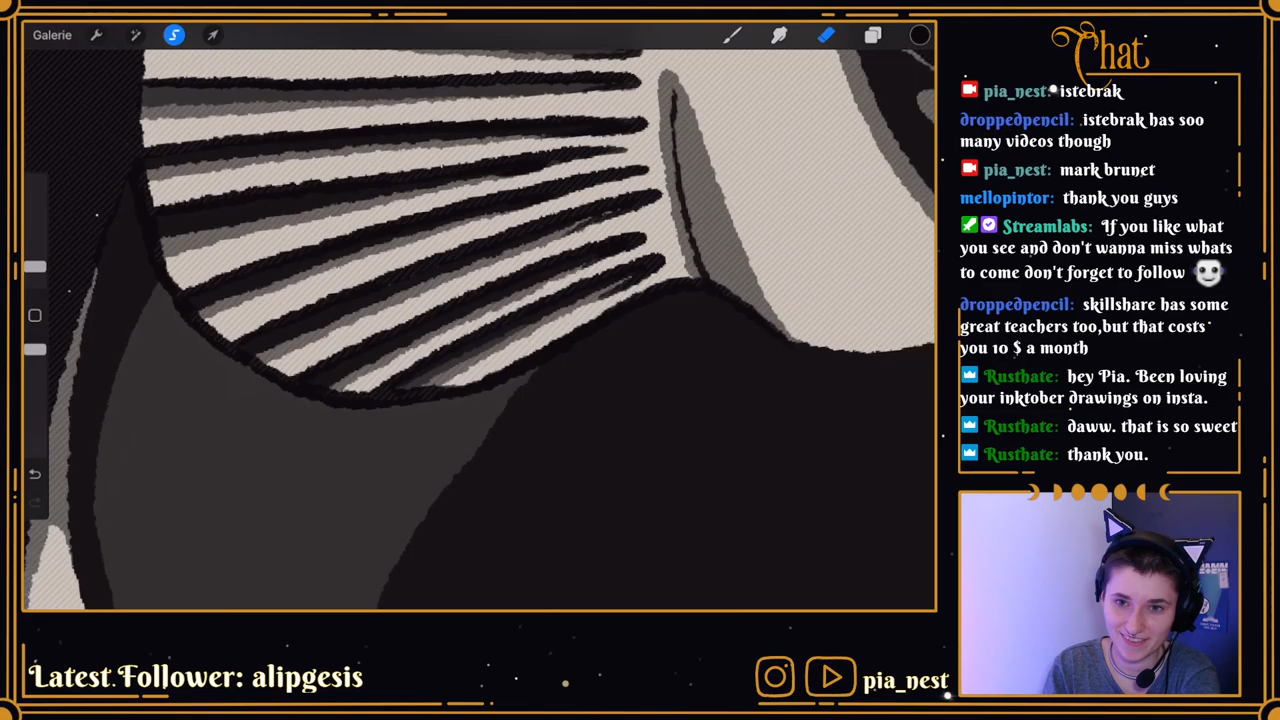 Galerie
Chat
pia_nest: istebrak
droppedpencil: istebrak has soo
many videos though
pia_nest: mark brunet
mellopintor: thank you guys
Streamlabs: If you like what
you see and don't wanna miss whats
to come don't forget to follow
droppedpencil: skillshare has some
great teachers too,but that costs
you 10 $ a month
Rusthate: hey Pia. Been loving
your inktober drawings on insta.
Rusthate: daww. that is so sweet
Rusthate: thank you.
Latest Follower: alipgesis
pia_nest